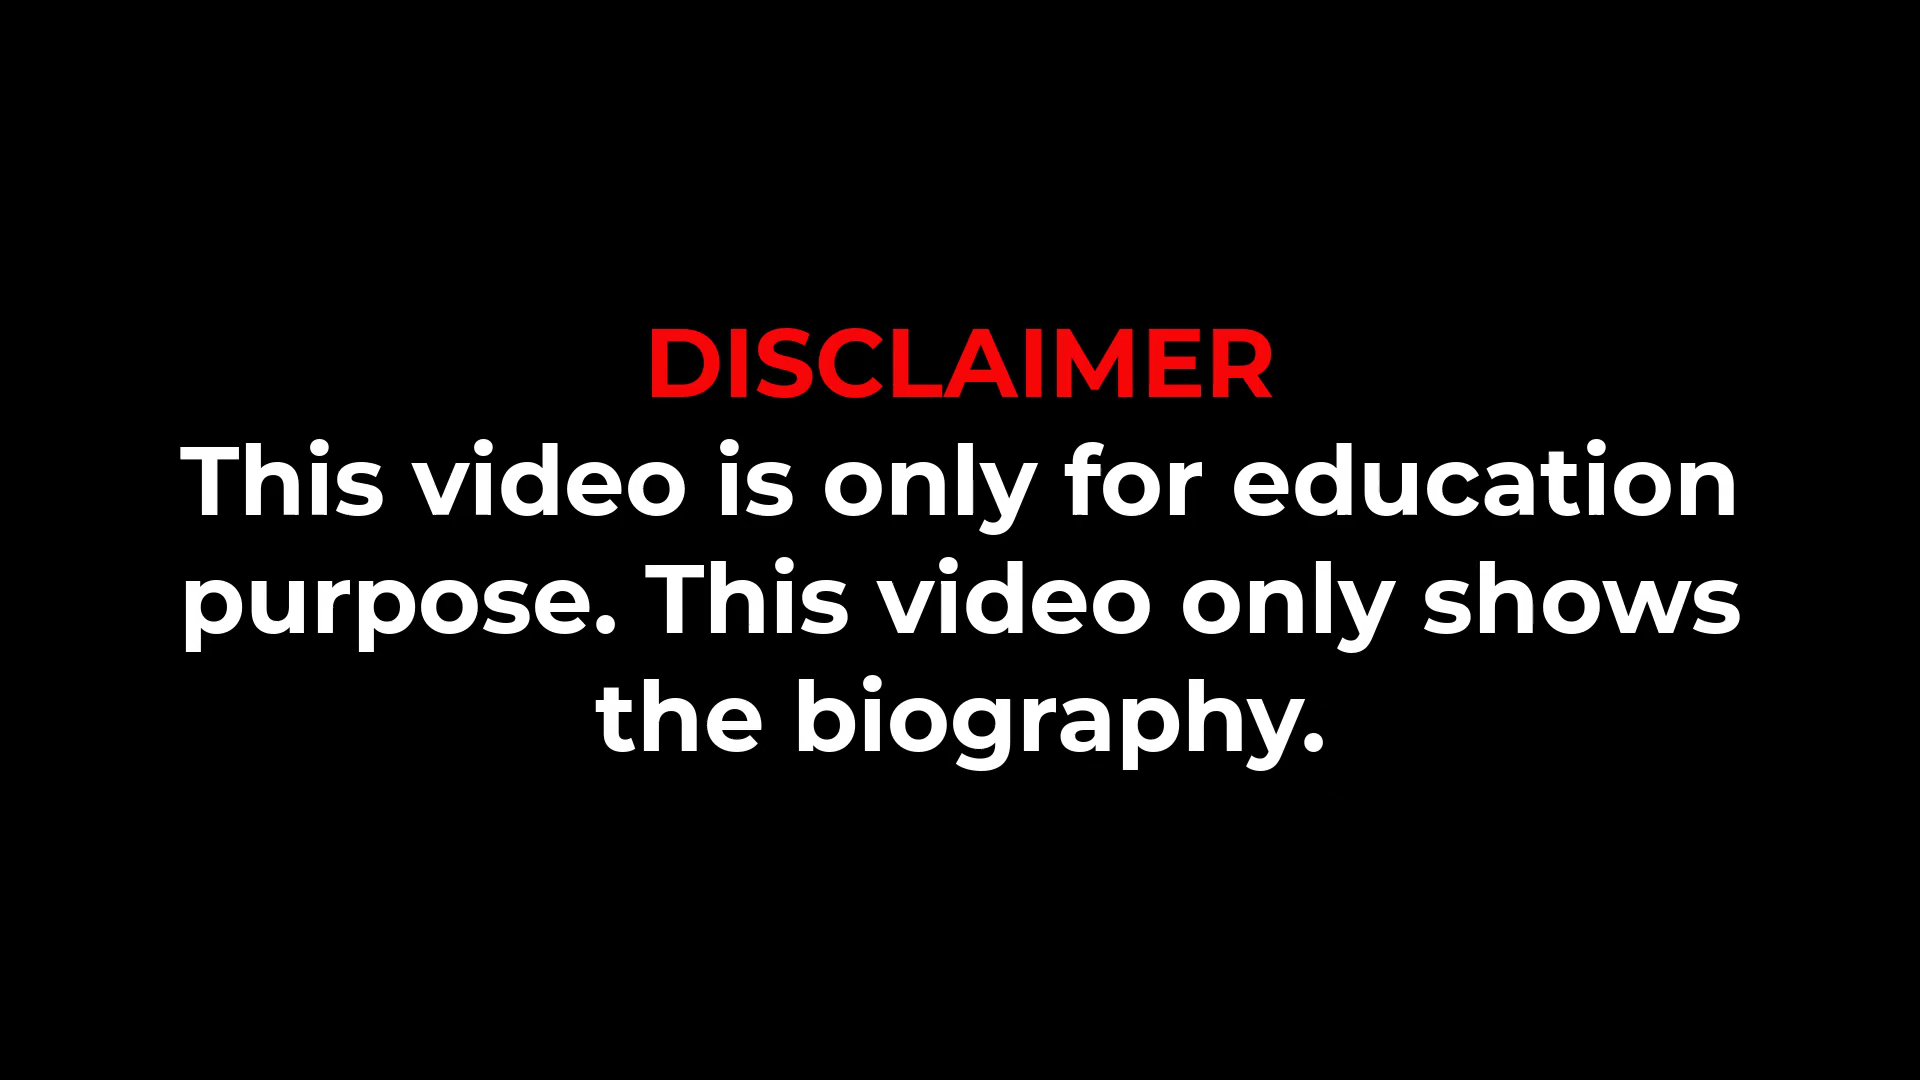 DISCLAIMER
This video is only for education
purpose. This video only shows
the biography.